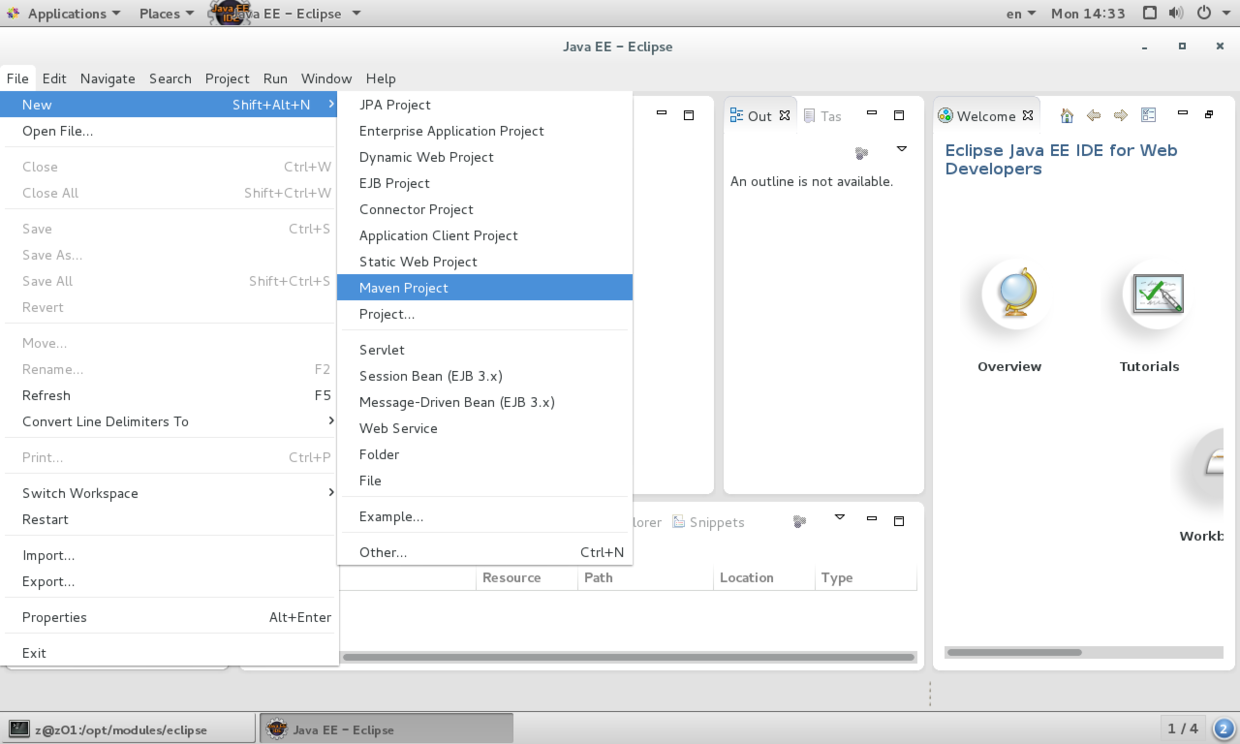 Applications Places Java EE – Eclipse en Mon 14:33
Java EE – Eclipse
File Edit Navigate Search Project Run Window Help
New Shift+Alt+N
Open File...
Close Ctrl+W
Close All Shift+Ctrl+W
Save Ctrl+S
Save As...
Save All Shift+Ctrl+S
Revert
Move...
Rename... F2
Refresh F5
Convert Line Delimiters To
Print... Ctrl+P
Switch Workspace
Restart
Import...
Export...
Properties Alt+Enter
Exit
JPA Project
Enterprise Application Project
Dynamic Web Project
EJB Project
Connector Project
Application Client Project
Static Web Project
Maven Project
Project...
Servlet
Session Bean (EJB 3.x)
Message-Driven Bean (EJB 3.x)
Web Service
Folder
File
Example...
Other... Ctrl+N
Out Tas
An outline is not available.
Welcome
Eclipse Java EE IDE for Web
Developers
Overview Tutorials
Workb
lorer Snippets
Resource Path Location Type
z@z01:/opt/modules/eclipse Java EE – Eclipse 1 / 4 2